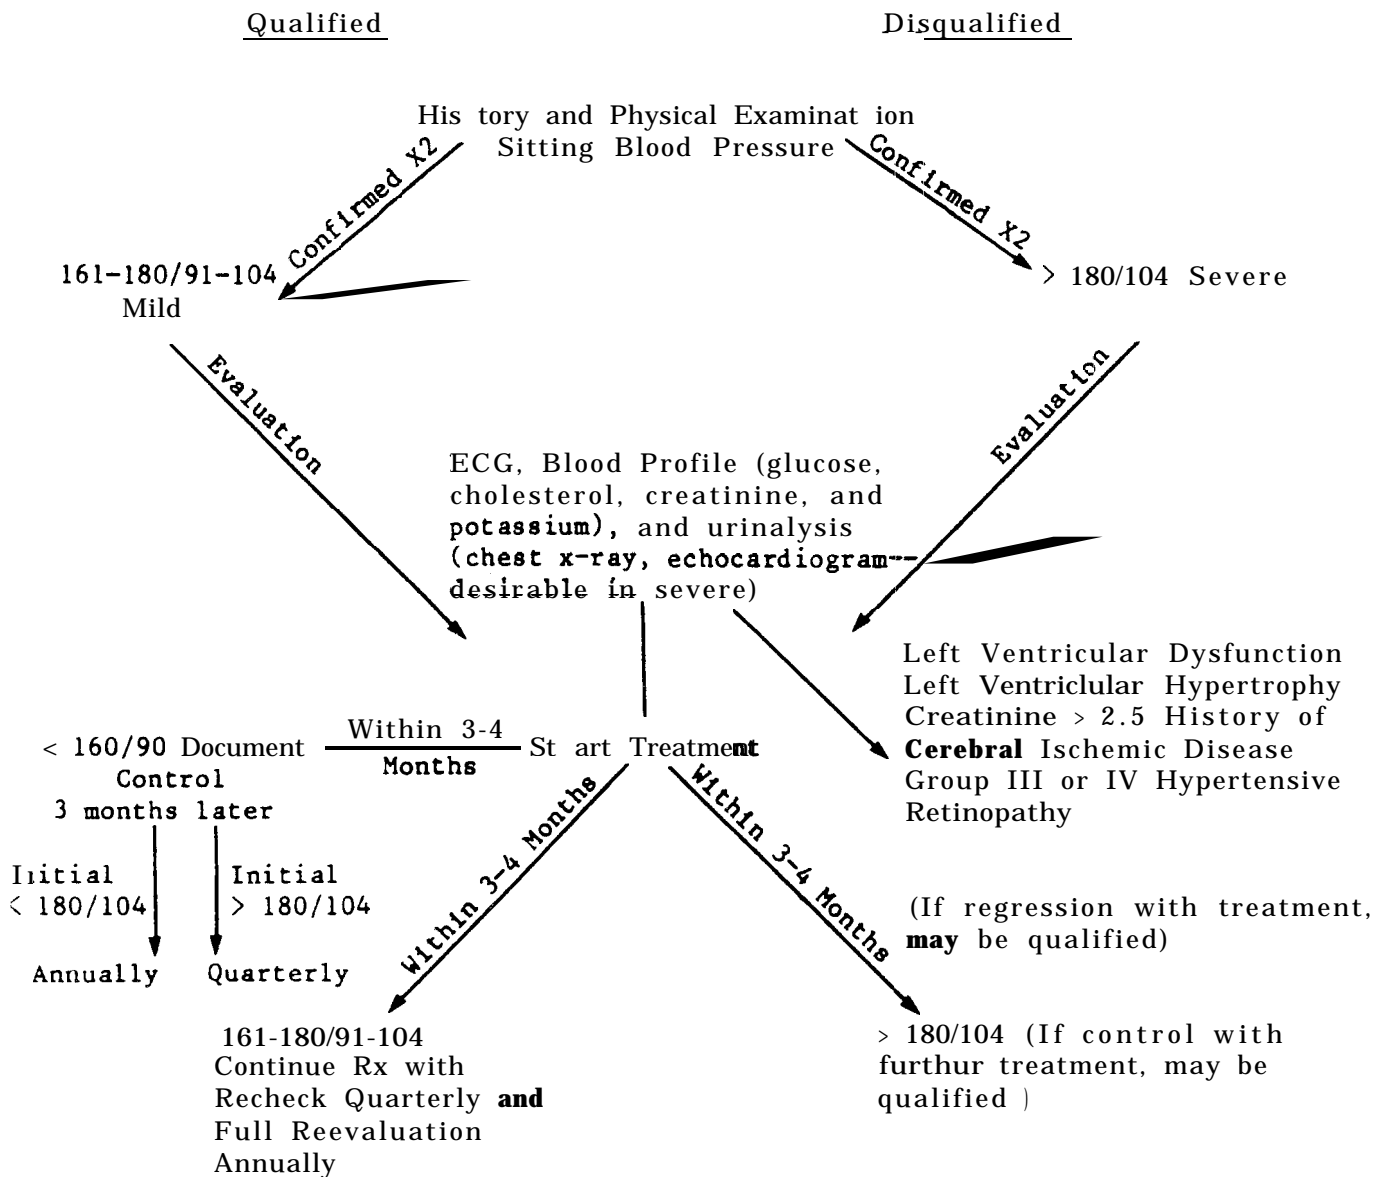 Qualified
Disqualified
His tory and Physical Examinat ion
Sitting Blood Pressure
Confirmed X2
Confirmed X2
161-180/91-104
Mild
> 180/104 Severe
Evaluation
Evaluation
ECG, Blood Profile (glucose,
cholesterol, creatinine, and
potassium), and urinalysis
(chest x-ray, echocardiogram--
desirable in severe)
Left Ventricular Dysfunction
Left Ventriclular Hypertrophy
Creatinine > 2.5 History of
Cerebral Ischemic Disease
Group III or IV Hypertensive
Retinopathy
< 160/90 Document
Control
3 months later
Within 3-4
Months
St art Treatment
Within 3-4 Months
Within 3-4 Months
Initial
< 180/104
Initial
> 180/104
Annually
Quarterly
(If regression with treatment,
may be qualified)
161-180/91-104
Continue Rx with
Recheck Quarterly and
Full Reevaluation
Annually
> 180/104 (If control with
furthur treatment, may be
qualified )